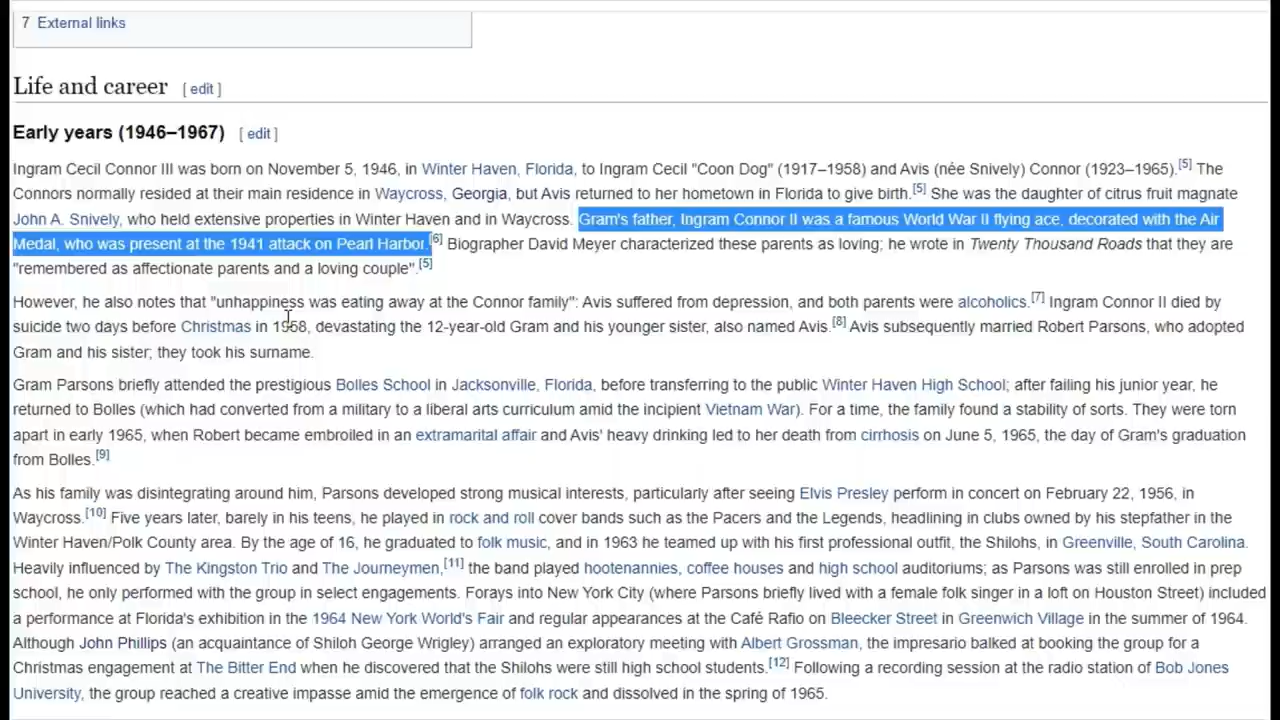 7 External links
Life and career [ edit ]
Early years (1946–1967) [ edit ]
Ingram Cecil Connor III was born on November 5, 1946, in Winter Haven, Florida, to Ingram Cecil "Coon Dog" (1917–1958) and Avis (née Snively) Connor (1923–1965).[5] The
Connors normally resided at their main residence in Waycross, Georgia, but Avis returned to her hometown in Florida to give birth.[5] She was the daughter of citrus fruit magnate
John A. Snively, who held extensive properties in Winter Haven and in Waycross. Gram's father, Ingram Connor II was a famous World War II flying ace, decorated with the Air
Medal, who was present at the 1941 attack on Pearl Harbor.[6] Biographer David Meyer characterized these parents as loving; he wrote in Twenty Thousand Roads that they are
"remembered as affectionate parents and a loving couple".[5]
However, he also notes that "unhappiness was eating away at the Connor family": Avis suffered from depression, and both parents were alcoholics.[7] Ingram Connor II died by
suicide two days before Christmas in 1958, devastating the 12-year-old Gram and his younger sister, also named Avis.[8] Avis subsequently married Robert Parsons, who adopted
Gram and his sister; they took his surname.
Gram Parsons briefly attended the prestigious Bolles School in Jacksonville, Florida, before transferring to the public Winter Haven High School; after failing his junior year, he
returned to Bolles (which had converted from a military to a liberal arts curriculum amid the incipient Vietnam War). For a time, the family found a stability of sorts. They were torn
apart in early 1965, when Robert became embroiled in an extramarital affair and Avis' heavy drinking led to her death from cirrhosis on June 5, 1965, the day of Gram's graduation
from Bolles.[9]
As his family was disintegrating around him, Parsons developed strong musical interests, particularly after seeing Elvis Presley perform in concert on February 22, 1956, in
Waycross.[10] Five years later, barely in his teens, he played in rock and roll cover bands such as the Pacers and the Legends, headlining in clubs owned by his stepfather in the
Winter Haven/Polk County area. By the age of 16, he graduated to folk music, and in 1963 he teamed up with his first professional outfit, the Shilohs, in Greenville, South Carolina.
Heavily influenced by The Kingston Trio and The Journeymen,[11] the band played hootenannies, coffee houses and high school auditoriums; as Parsons was still enrolled in prep
school, he only performed with the group in select engagements. Forays into New York City (where Parsons briefly lived with a female folk singer in a loft on Houston Street) included
a performance at Florida's exhibition in the 1964 New York World's Fair and regular appearances at the Café Rafio on Bleecker Street in Greenwich Village in the summer of 1964.
Although John Phillips (an acquaintance of Shiloh George Wrigley) arranged an exploratory meeting with Albert Grossman, the impresario balked at booking the group for a
Christmas engagement at The Bitter End when he discovered that the Shilohs were still high school students.[12] Following a recording session at the radio station of Bob Jones
University, the group reached a creative impasse amid the emergence of folk rock and dissolved in the spring of 1965.